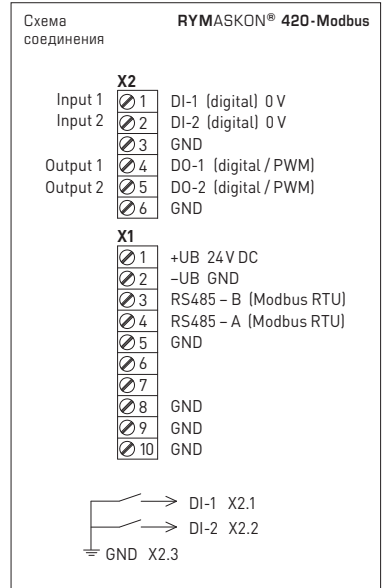 Схема RYMASKON® 420-Modbus
соединения
X2
Input 1 1 DI-1 (digital) 0 V
Input 2 2 DI-2 (digital) 0 V
3 GND
Output 1 4 DO-1 (digital / PWM)
Output 2 5 DO-2 (digital / PWM)
6 GND
X1
1 +UB 24V DC
2 –UB GND
3 RS485 – B (Modbus RTU)
4 RS485 – A (Modbus RTU)
5 GND
6
7
8 GND
9 GND
10 GND
DI-1 X2.1
DI-2 X2.2
GND X2.3